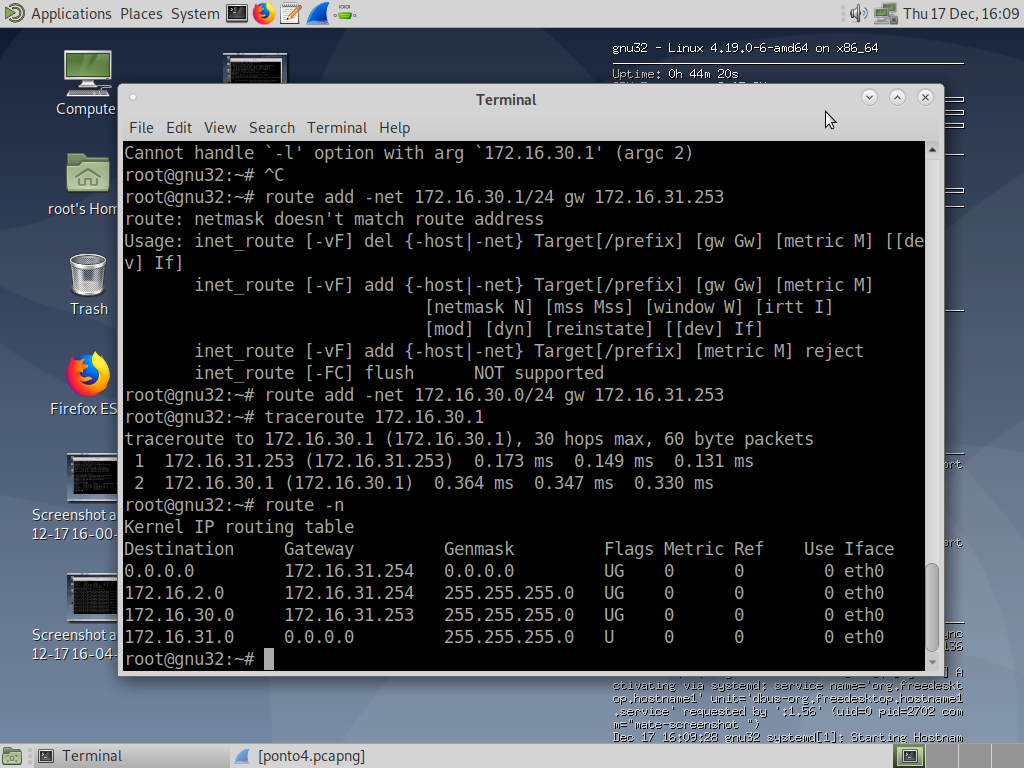 Applications Places System Thu 17 Dec, 16:09
gnu32 - Linux 4.19.0-6-amd64 on x86_64
Uptime: 0h 44m 20s
Compute
root's Hom
Trash
Firefox ES
Screenshot a
12-17 16-00-
Screenshot a
12-17 16-04-
Terminal
File Edit View Search Terminal Help
Cannot handle `-l' option with arg `172.16.30.1' (argc 2)
root@gnu32:~# ^C
root@gnu32:~# route add -net 172.16.30.1/24 gw 172.16.31.253
route: netmask doesn't match route address
Usage: inet_route [-vF] del {-host|-net} Target[/prefix] [gw Gw] [metric M] [[de
v] If]
inet_route [-vF] add {-host|-net} Target[/prefix] [gw Gw] [metric M]
[netmask N] [mss Mss] [window W] [irtt I]
[mod] [dyn] [reinstate] [[dev] If]
inet_route [-vF] add {-host|-net} Target[/prefix] [metric M] reject
inet_route [-FC] flush NOT supported
root@gnu32:~# route add -net 172.16.30.0/24 gw 172.16.31.253
root@gnu32:~# traceroute 172.16.30.1
traceroute to 172.16.30.1 (172.16.30.1), 30 hops max, 60 byte packets
1 172.16.31.253 (172.16.31.253) 0.173 ms 0.149 ms 0.131 ms
2 172.16.30.1 (172.16.30.1) 0.364 ms 0.347 ms 0.330 ms
root@gnu32:~# route -n
Kernel IP routing table
Destination Gateway Genmask Flags Metric Ref Use Iface
0.0.0.0 172.16.31.254 0.0.0.0 UG 0 0 0 eth0
172.16.2.0 172.16.31.254 255.255.255.0 UG 0 0 0 eth0
172.16.30.0 172.16.31.253 255.255.255.0 UG 0 0 0 eth0
172.16.31.0 0.0.0.0 255.255.255.0 U 0 0 0 eth0
root@gnu32:~#
ort
ort
ync
136
] A
ctivating via systemd: service name='org.freedeskt
op.hostname1' unit='dbus-org.freedesktop.hostname1
.service' requested by ':1.56' (uid=0 pid=2702 com
m="mate-screenshot ")
Dec 17 16:09:28 gnu32 systemd[1]: Starting Hostnam
Terminal
[ponto4.pcapng]